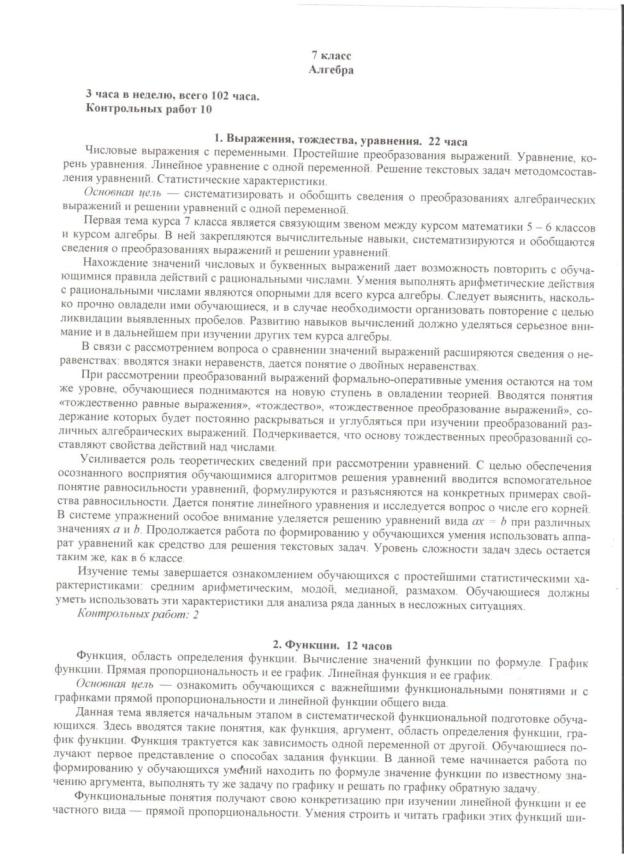 7 класс
Алгебра
3 часа в неделю, всего 102 часа.
Контрольных работ 10
1. Выражения, тождества, уравнения. 22 часа
Числовые выражения с переменными. Простейшие преобразования выражений. Уравнение, ко-
рень уравнения. Линейное уравнение с одной переменной. Решение текстовых задач методомсостав-
ления уравнений. Статистические характеристики.
Основная цель — систематизировать и обобщить сведения о преобразованиях алгебраических
выражений и решении уравнений с одной переменной.
Первая тема курса 7 класса является связующим звеном между курсом математики 5 – 6 классов
и курсом алгебры. В ней закрепляются вычислительные навыки, систематизируются и обобщаются
сведения о преобразованиях выражений и решении уравнений.
Нахождение значений числовых и буквенных выражений дает возможность повторить с обуча-
ющимися правила действий с рациональными числами. Умения выполнять арифметические действия
с рациональными числами являются опорными для всего курса алгебры. Следует выяснить, насколь-
ко прочно овладели ими обучающиеся, и в случае необходимости организовать повторение с целью
ликвидации выявленных пробелов. Развитию навыков вычислений должно уделяться серьезное вни-
мание и в дальнейшем при изучении других тем курса алгебры.
В связи с рассмотрением вопроса о сравнении значений выражений расширяются сведения о не-
равенствах: вводятся знаки неравенств, дается понятие о двойных неравенствах.
При рассмотрении преобразований выражений формально-оперативные умения остаются на том
же уровне, обучающиеся поднимаются на новую ступень в овладении теорией. Вводятся понятия
«тождественно равные выражения», «тождество», «тождественное преобразование выражений», со-
держание которых будет постоянно раскрываться и углубляться при изучении преобразований раз-
личных алгебраических выражений. Подчеркивается, что основу тождественных преобразований со-
ставляют свойства действий над числами.
Усиливается роль теоретических сведений при рассмотрении уравнений. С целью обеспечения
осознанного восприятия обучающимися алгоритмов решения уравнений вводится вспомогательное
понятие равносильности уравнений, формулируются и разъясняются на конкретных примерах свой-
ства равносильности. Дается понятие линейного уравнения и исследуется вопрос о числе его корней.
В системе упражнений особое внимание уделяется решению уравнений вида ax = b при различных
значениях а и b. Продолжается работа по формированию у обучающихся умения использовать аппа-
рат уравнений как средство для решения текстовых задач. Уровень сложности задач здесь остается
таким же, как в 6 классе.
Изучение темы завершается ознакомлением обучающихся с простейшими статистическими ха-
рактеристиками: средним арифметическим, модой, медианой, размахом. Обучающиеся должны
уметь использовать эти характеристики для анализа ряда данных в несложных ситуациях.
Контрольных работ: 2
2. Функции. 12 часов
Функция, область определения функции. Вычисление значений функции по формуле. График
функции. Прямая пропорциональность и ее график. Линейная функция и ее график.
Основная цель — ознакомить обучающихся с важнейшими функциональными понятиями и с
графиками прямой пропорциональности и линейной функции общего вида.
Данная тема является начальным этапом в систематической функциональной подготовке обуча-
ющихся. Здесь вводятся такие понятия, как функция, аргумент, область определения функции, гра-
фик функции. Функция трактуется как зависимость одной переменной от другой. Обучающиеся по-
лучают первое представление о способах задания функции. В данной теме начинается работа по
формированию у обучающихся умений находить по формуле значение функции по известному зна-
чению аргумента, выполнять ту же задачу по графику и решать по графику обратную задачу.
Функциональные понятия получают свою конкретизацию при изучении линейной функции и ее
частного вида — прямой пропорциональности. Умения строить и читать графики этих функций ши-